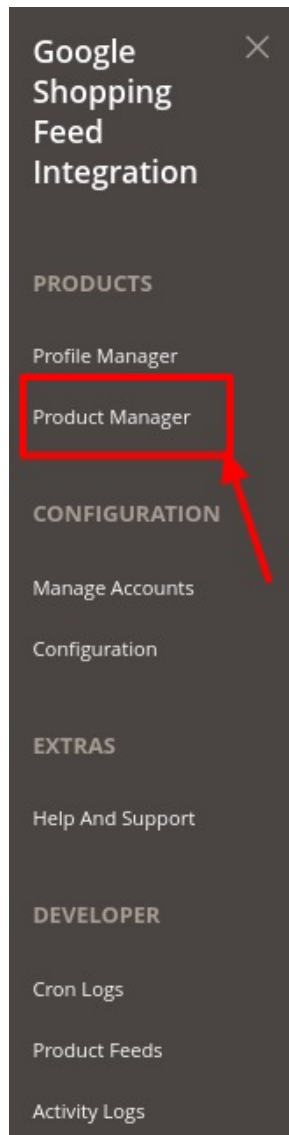 Google
Shopping
Feed
Integration
PRODUCTS
Profile Manager
Product Manager
CONFIGURATION
Manage Accounts
Configuration
EXTRAS
Help And Support
DEVELOPER
Cron Logs
Product Feeds
Activity Logs